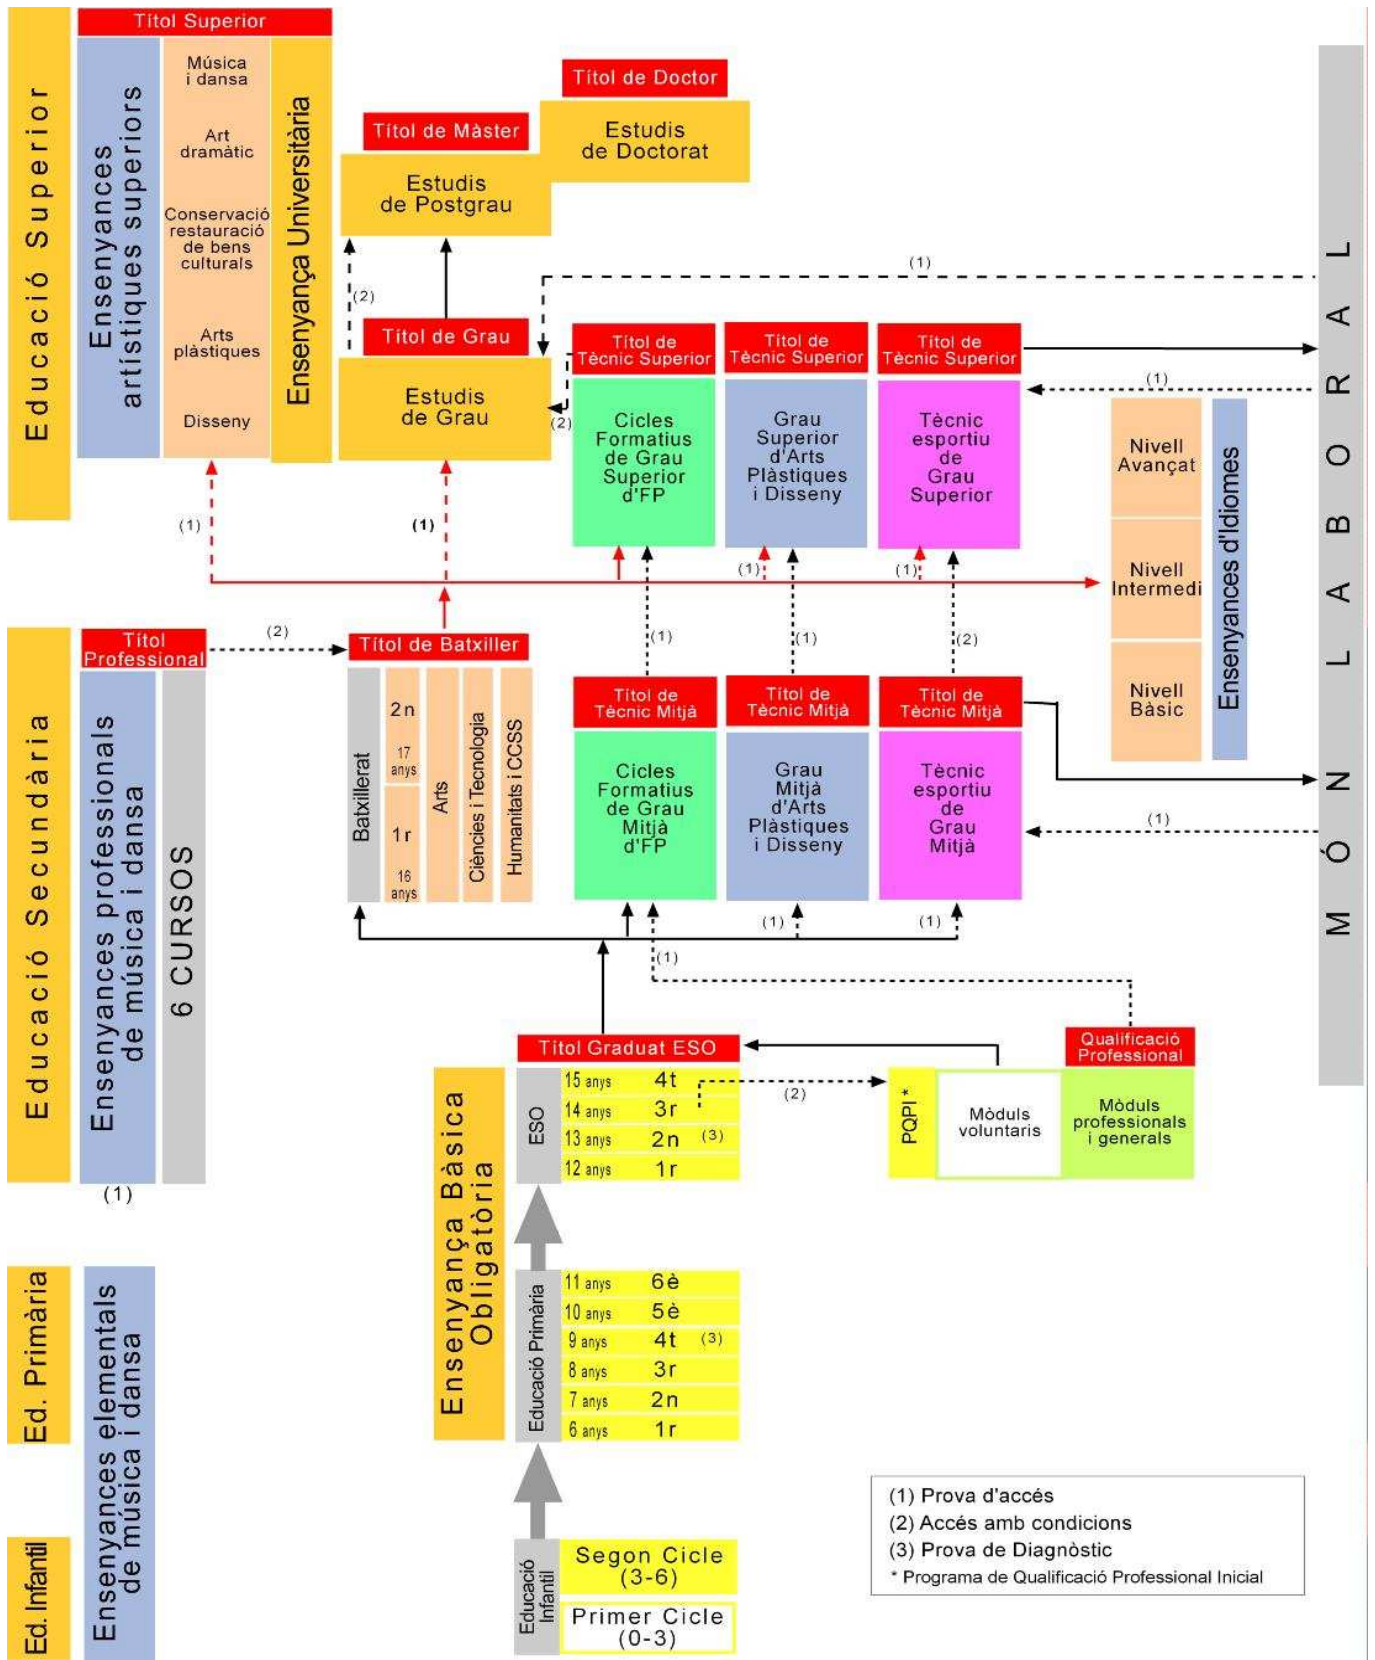 Títol Superior
Educació Superior
Ensenyances
artístiques superiors
Música
i dansa
Art
dramàtic
Conservació
restauració
de bens
culturals
Arts
plàstiques
Disseny
Ensenyança Universitària
Títol de Doctor
Estudis
de Doctorat
Títol de Màster
Estudis
de Postgrau
(2)
(1)
Títol de Grau
Estudis
de Grau
(2)
Títol de
Tècnic Superior
Cicles
Formatius
de Grau
Superior
d'FP
Títol de
Tècnic Superior
Grau
Superior
d'Arts
Plàstiques
i Disseny
Títol de
Tècnic Superior
Tècnic
esportiu
de
Grau
Superior
(1)
Nivell
Avançat
Nivell
Intermedi
Nivell
Bàsic
Ensenyances d'Idiomes
MÓN LABORAL
(1)
(1)
(1)
(1)
(1)
(1)
(2)
Educació Secundària
Títol
Professional
(2)
Ensenyances professionals
de música i dansa
6 CURSOS
(1)
Títol de Batxiller
Batxillerat
2n
17
anys
1r
16
anys
Arts
Ciències i Tecnologia
Humanitats i CCSS
Títol de
Tècnic Mitjà
Cicles
Formatius
de Grau
Mitjà
d'FP
Títol de
Tècnic Mitjà
Grau
Mitjà
d'Arts
Plàstiques
i Disseny
Títol de
Tècnic Mitjà
Tècnic
esportiu
de
Grau
Mitjà
(1)
(1)
(1)
(1)
Títol Graduat ESO
Qualificació
Professional
Ensenyança Bàsica
Obligatòria
ESO
15 anys 4t
14 anys 3r
13 anys 2n (3)
12 anys 1r
(2)
PQPI *
Mòduls
voluntaris
Mòduls
professionals
i generals
Ed. Primària
Ensenyances elementals
de música i dansa
Educació Primària
11 anys 6è
10 anys 5è
9 anys 4t (3)
8 anys 3r
7 anys 2n
6 anys 1r
Ed. Infantil
Educació
Infantil
Segon Cicle
(3-6)
Primer Cicle
(0-3)
(1) Prova d'accés
(2) Accés amb condicions
(3) Prova de Diagnòstic
* Programa de Qualificació Professional Inicial